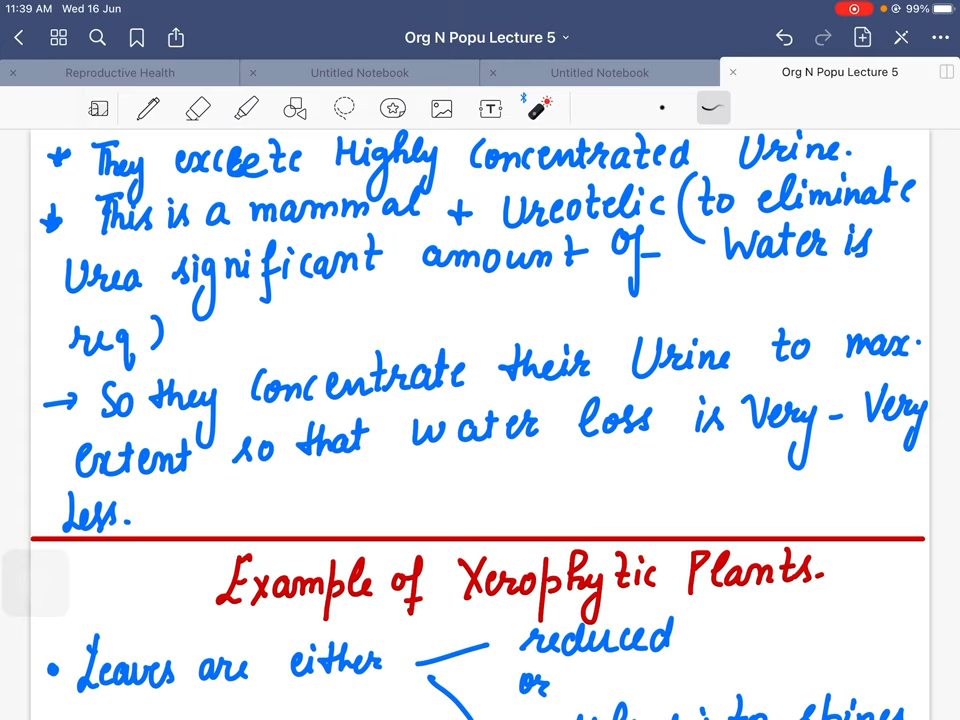 11:39 AM Wed 16 Jun 99%
Org N Popu Lecture 5
Reproductive Health Untitled Notebook Untitled Notebook Org N Popu Lecture 5
* They excrete Highly Concentrated Urine.
* This is a mammal + Ureotelic (to eliminate
Urea significant amount of Water is
req)
→ So they concentrate their Urine to max.
extent so that water loss is Very - Very
Less.
Example of Xerophytic Plants.
• Leaves are either reduced
or
spines